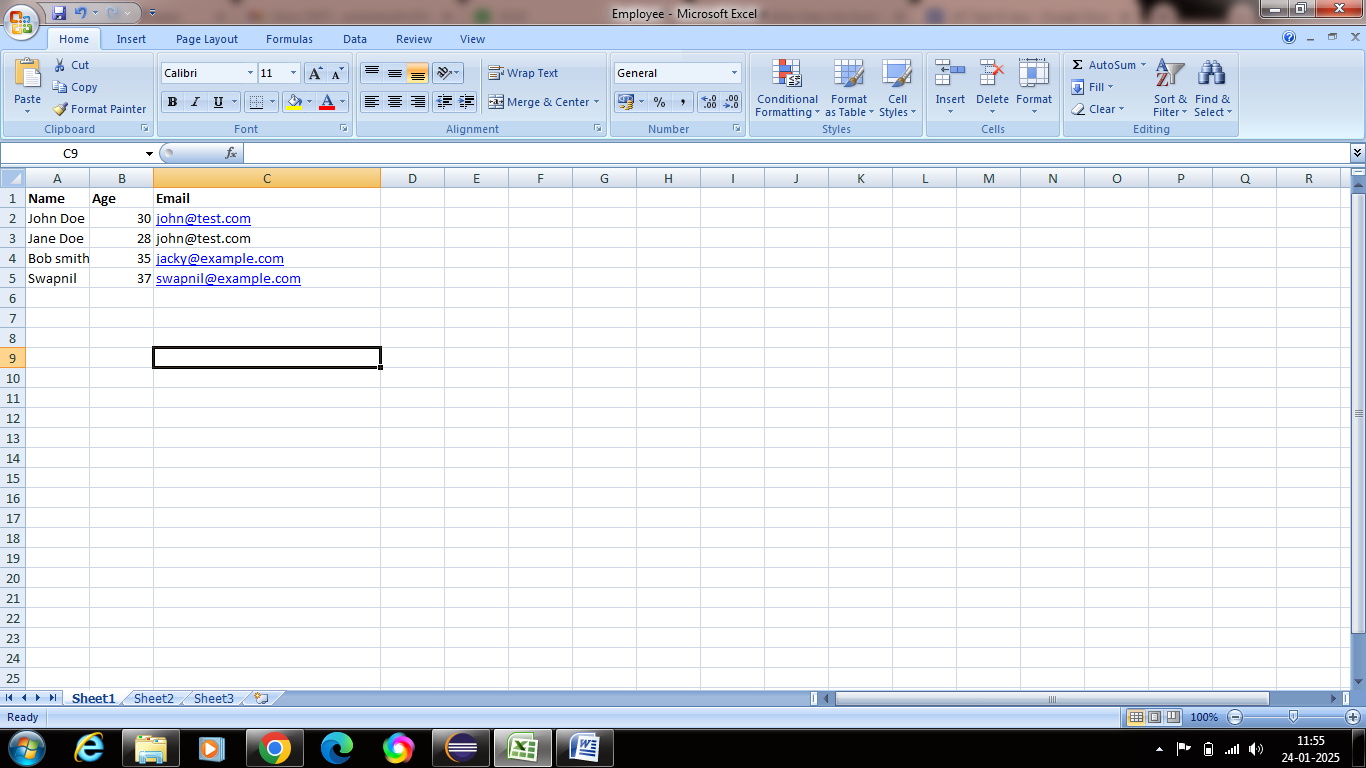 Employee - Microsoft Excel
Home Insert Page Layout Formulas Data Review View
Cut
Copy
Format Painter
Paste
Clipboard
Calibri 11
B I U
A A
A
Font
Wrap Text
Merge & Center
Alignment
General
% ,
.0 .00
.00 .0
Number
Conditional Formatting
Format as Table
Cell Styles
Styles
Insert Delete Format
Cells
Σ AutoSum
Fill
Clear
Sort & Filter
Find & Select
Editing
C9 fx
A B C D E F G H I J K L M N O P Q R
1 Name Age Email
2 John Doe 30 john@test.com
3 Jane Doe 28 john@test.com
4 Bob smith 35 jacky@example.com
5 Swapnil 37 swapnil@example.com
6
7
8
9
10
11
12
13
14
15
16
17
18
19
20
21
22
23
24
25
Sheet1 Sheet2 Sheet3
Ready 100%
11:55
24-01-2025